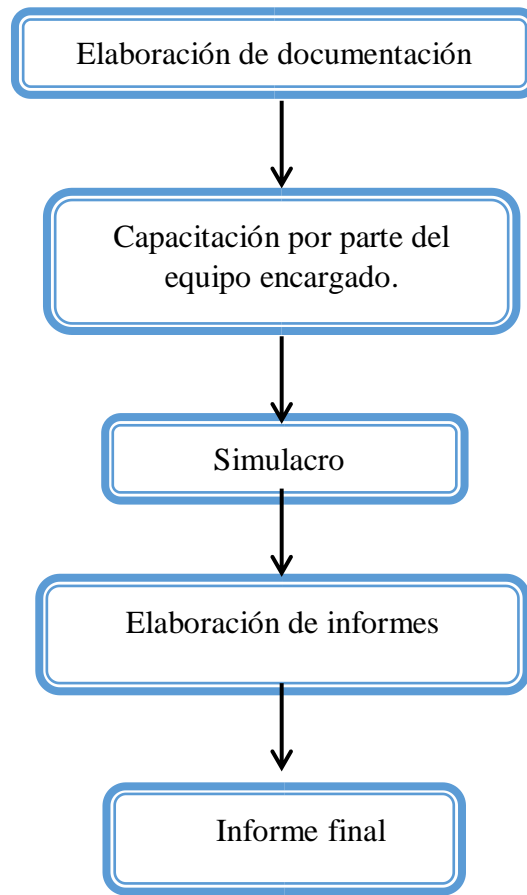 Elaboración de documentación
Capacitación por parte del
equipo encargado.
Simulacro
Elaboración de informes
Informe final